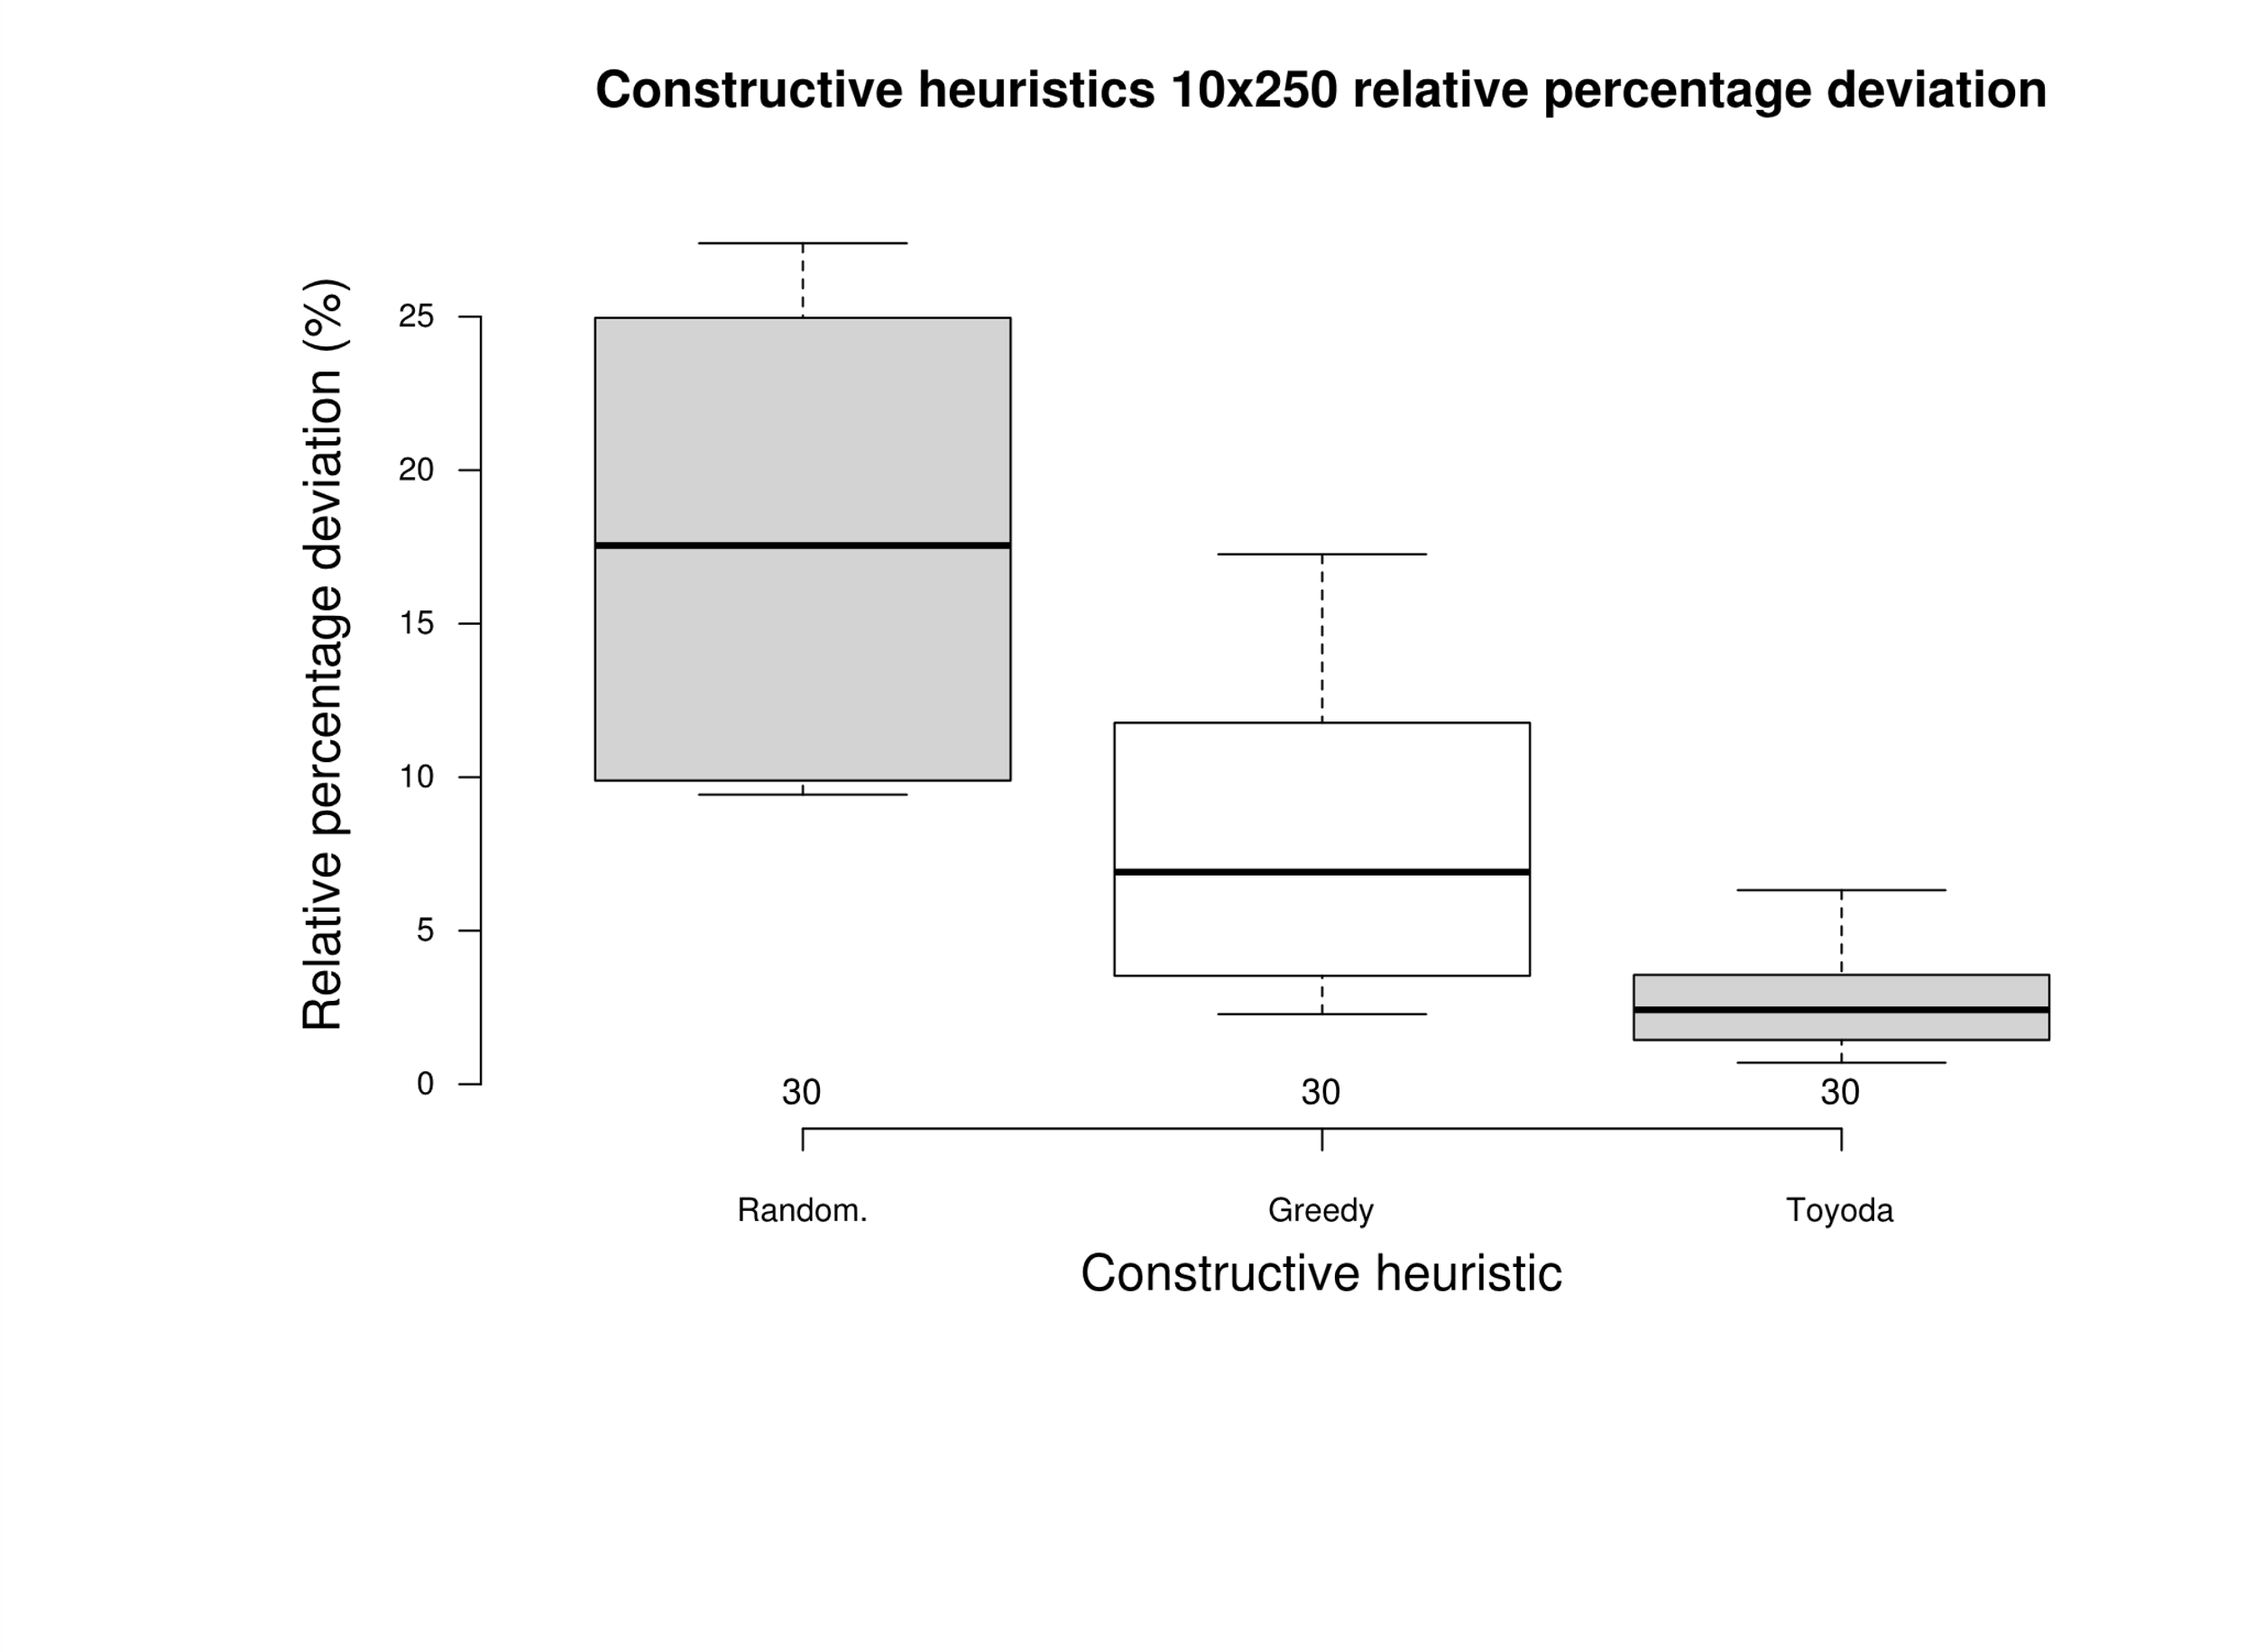 Constructive heuristics 10x250 relative percentage deviation
Relative percentage deviation (%)
25
20
15
10
5
0
30 30 30
Random. Greedy Toyoda
Constructive heuristic